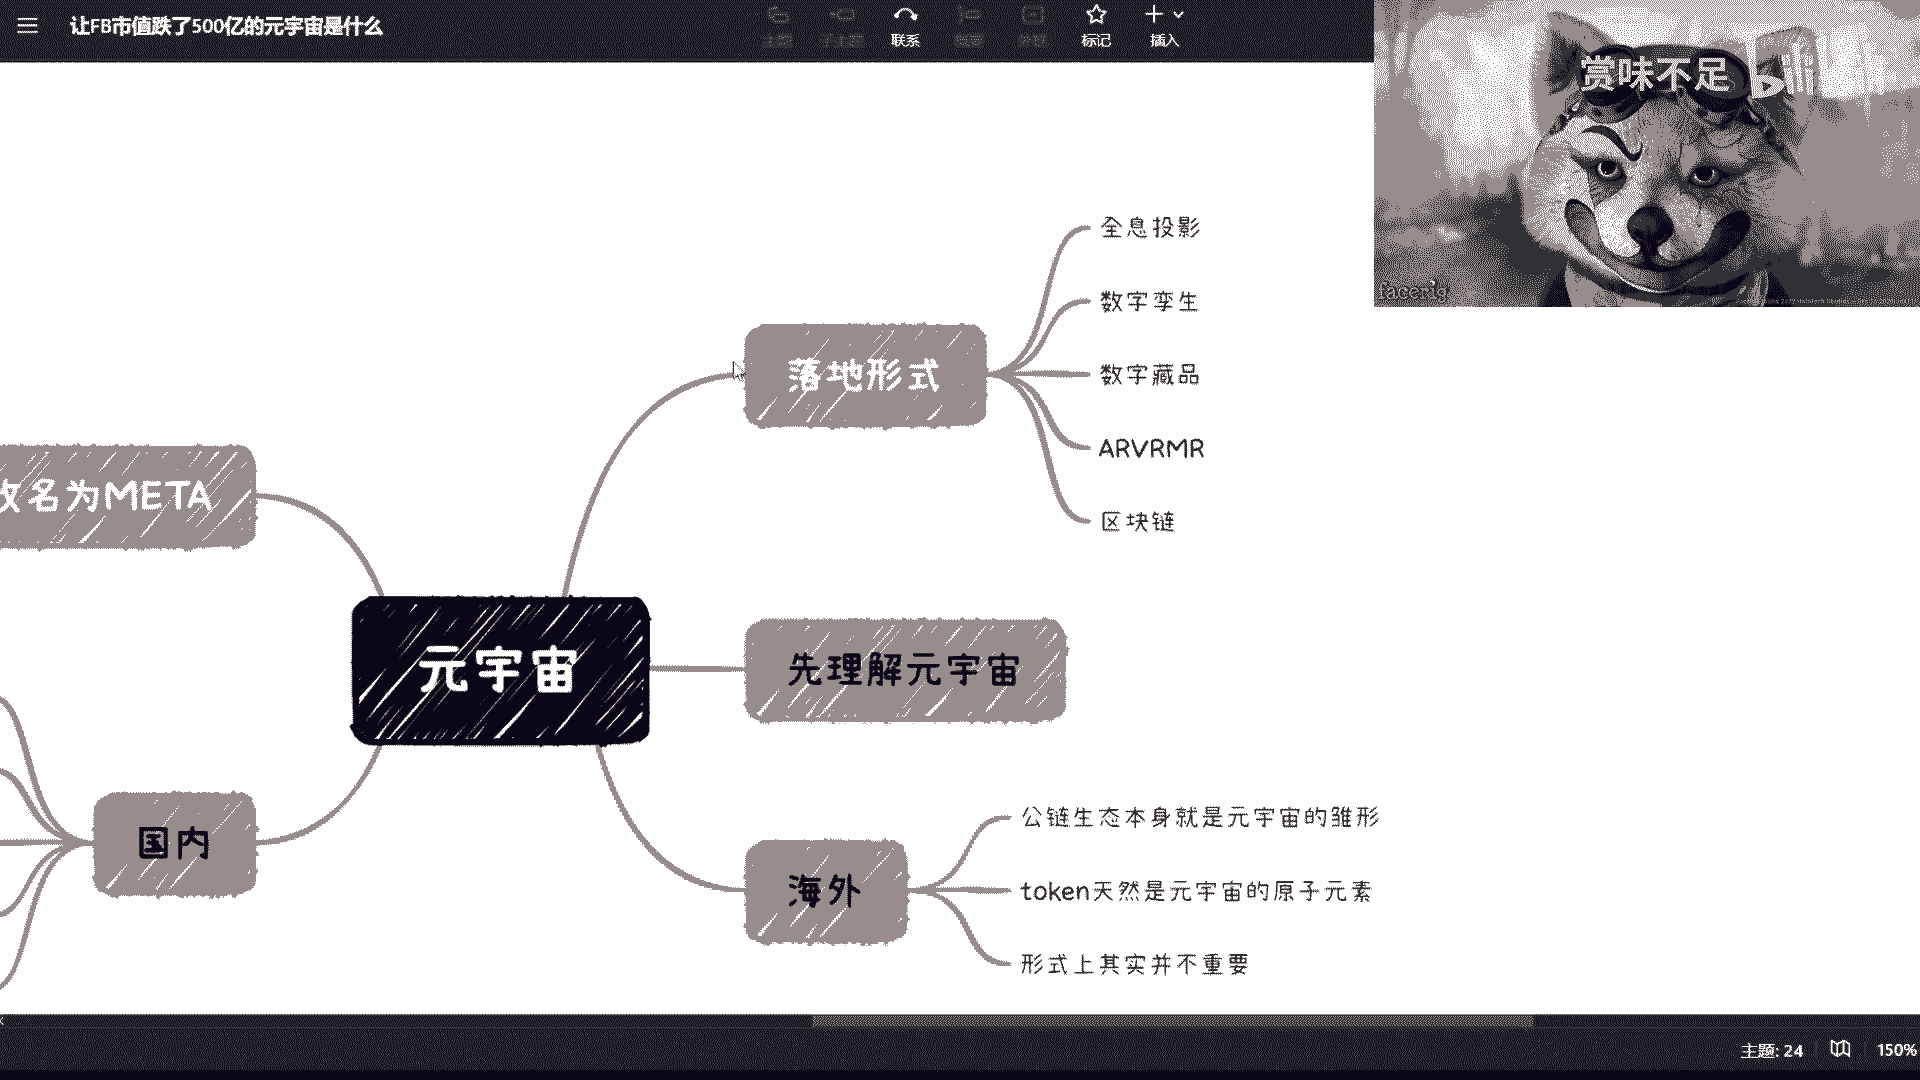 让FB市值跌了500亿的元宇宙是什么
主题
子主题
联系
概要
外框
标记
插入
赏味不足
facerig
全息投影
数字孪生
落地形式
数字藏品
ARVRMR
区块链
改名为META
元宇宙
先理解元宇宙
国内
海外
公链生态本身就是元宇宙的雏形
token天然是元宇宙的原子元素
形式上其实并不重要
主题: 24
150%